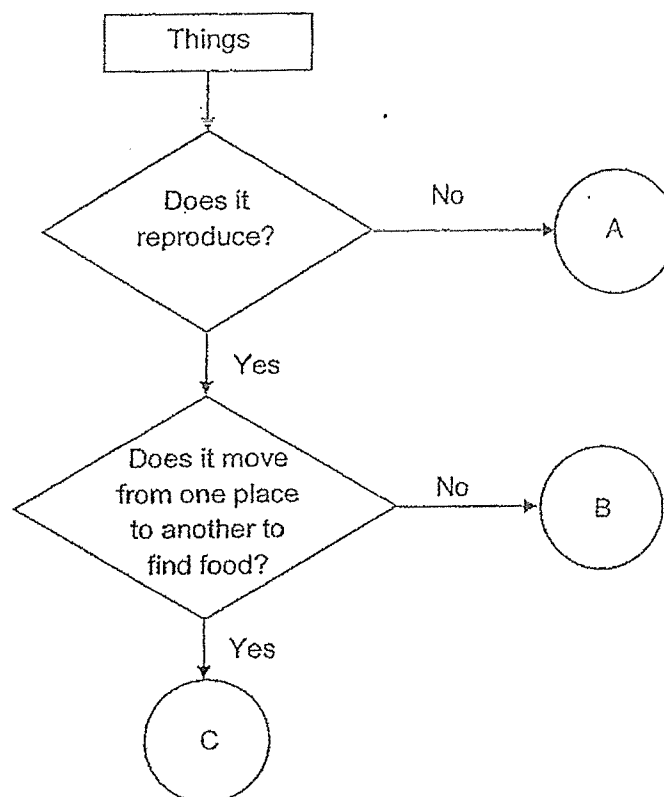 Things
Does it
reproduce?
No
A
Yes
Does it move
from one place
to another to
find food?
No
B
Yes
C